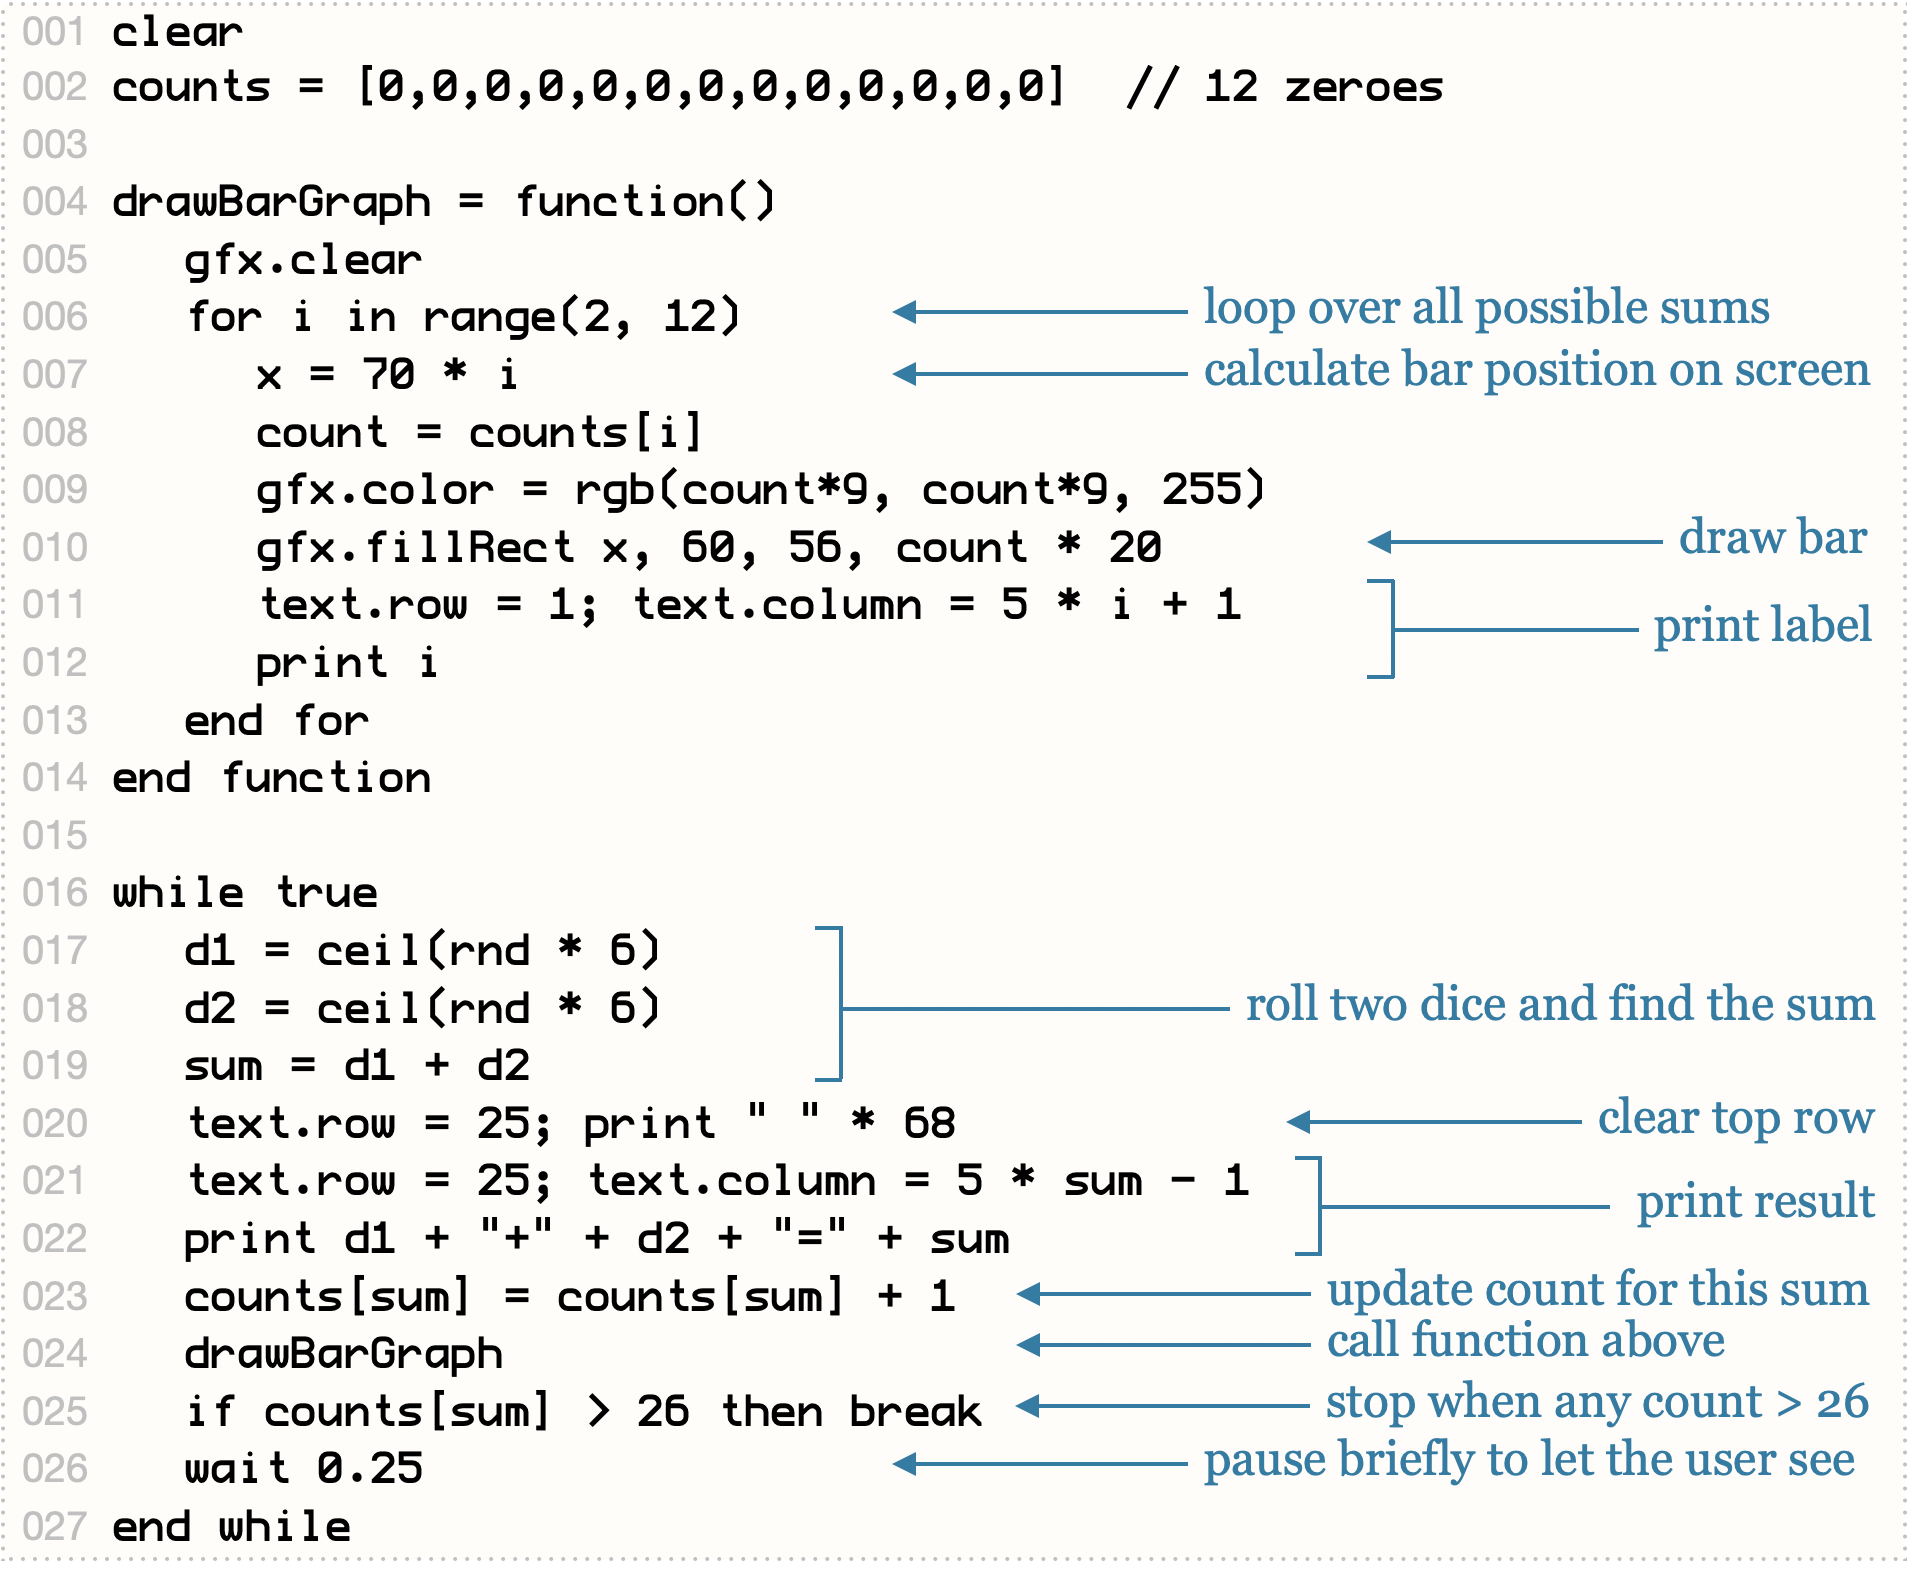 001 clear
002 counts = [0,0,0,0,0,0,0,0,0,0,0,0,0]  // 12 zeroes
003
004 drawBarGraph = function()
005    gfx.clear
006    for i in range(2, 12) loop over all possible sums
007       x = 70 * i calculate bar position on screen
008       count = counts[i]
009       gfx.color = rgb(count*9, count*9, 255)
010       gfx.fillRect x, 60, 56, count * 20 draw bar
011       text.row = 1; text.column = 5 * i + 1
print label
012       print i
013    end for
014 end function
015
016 while true
017    d1 = ceil(rnd * 6)
018    d2 = ceil(rnd * 6) roll two dice and find the sum
019    sum = d1 + d2
020    text.row = 25; print " " * 68 clear top row
021    text.row = 25; text.column = 5 * sum - 1
print result
022    print d1 + "+" + d2 + "=" + sum
023    counts[sum] = counts[sum] + 1 update count for this sum
024    drawBarGraph call function above
025    if counts[sum] > 26 then break stop when any count > 26
026    wait 0.25 pause briefly to let the user see
027 end while